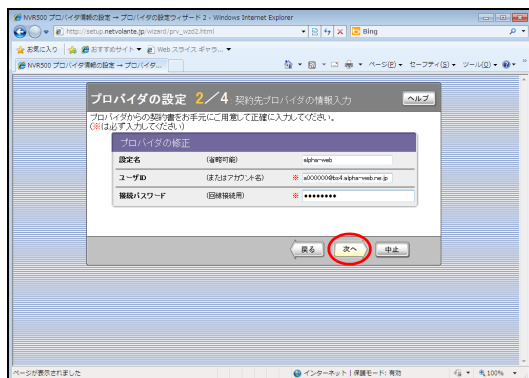 NVR500 プロバイダ情報の設定 → プロバイダの設定ウィザード 2 - Windows Internet Explorer
http://setup.netvolante.jp/wizard/prv_wzd2.html
Bing
お気に入り おすすめサイト Web スライス ギャラ...
NVR500 プロバイダ情報の設定 → プロバイダ...
ページ(P) セーフティ(S) ツール(O)
プロバイダの設定 2/4 契約先プロバイダの情報入力 ヘルプ
プロバイダからの契約書をお手元にご用意して正確に入力してください。
(※は必ず入力してください)
プロバイダの修正
設定名 (省略可能) alpha-web
ユーザID (またはアカウント名) ※ a0000000@bx4.alpha-web.ne.jp
接続パスワード (回線接続用) ※ ●●●●●●●●
戻る 次へ 中止
ページが表示されました インターネット | 保護モード: 有効 100%